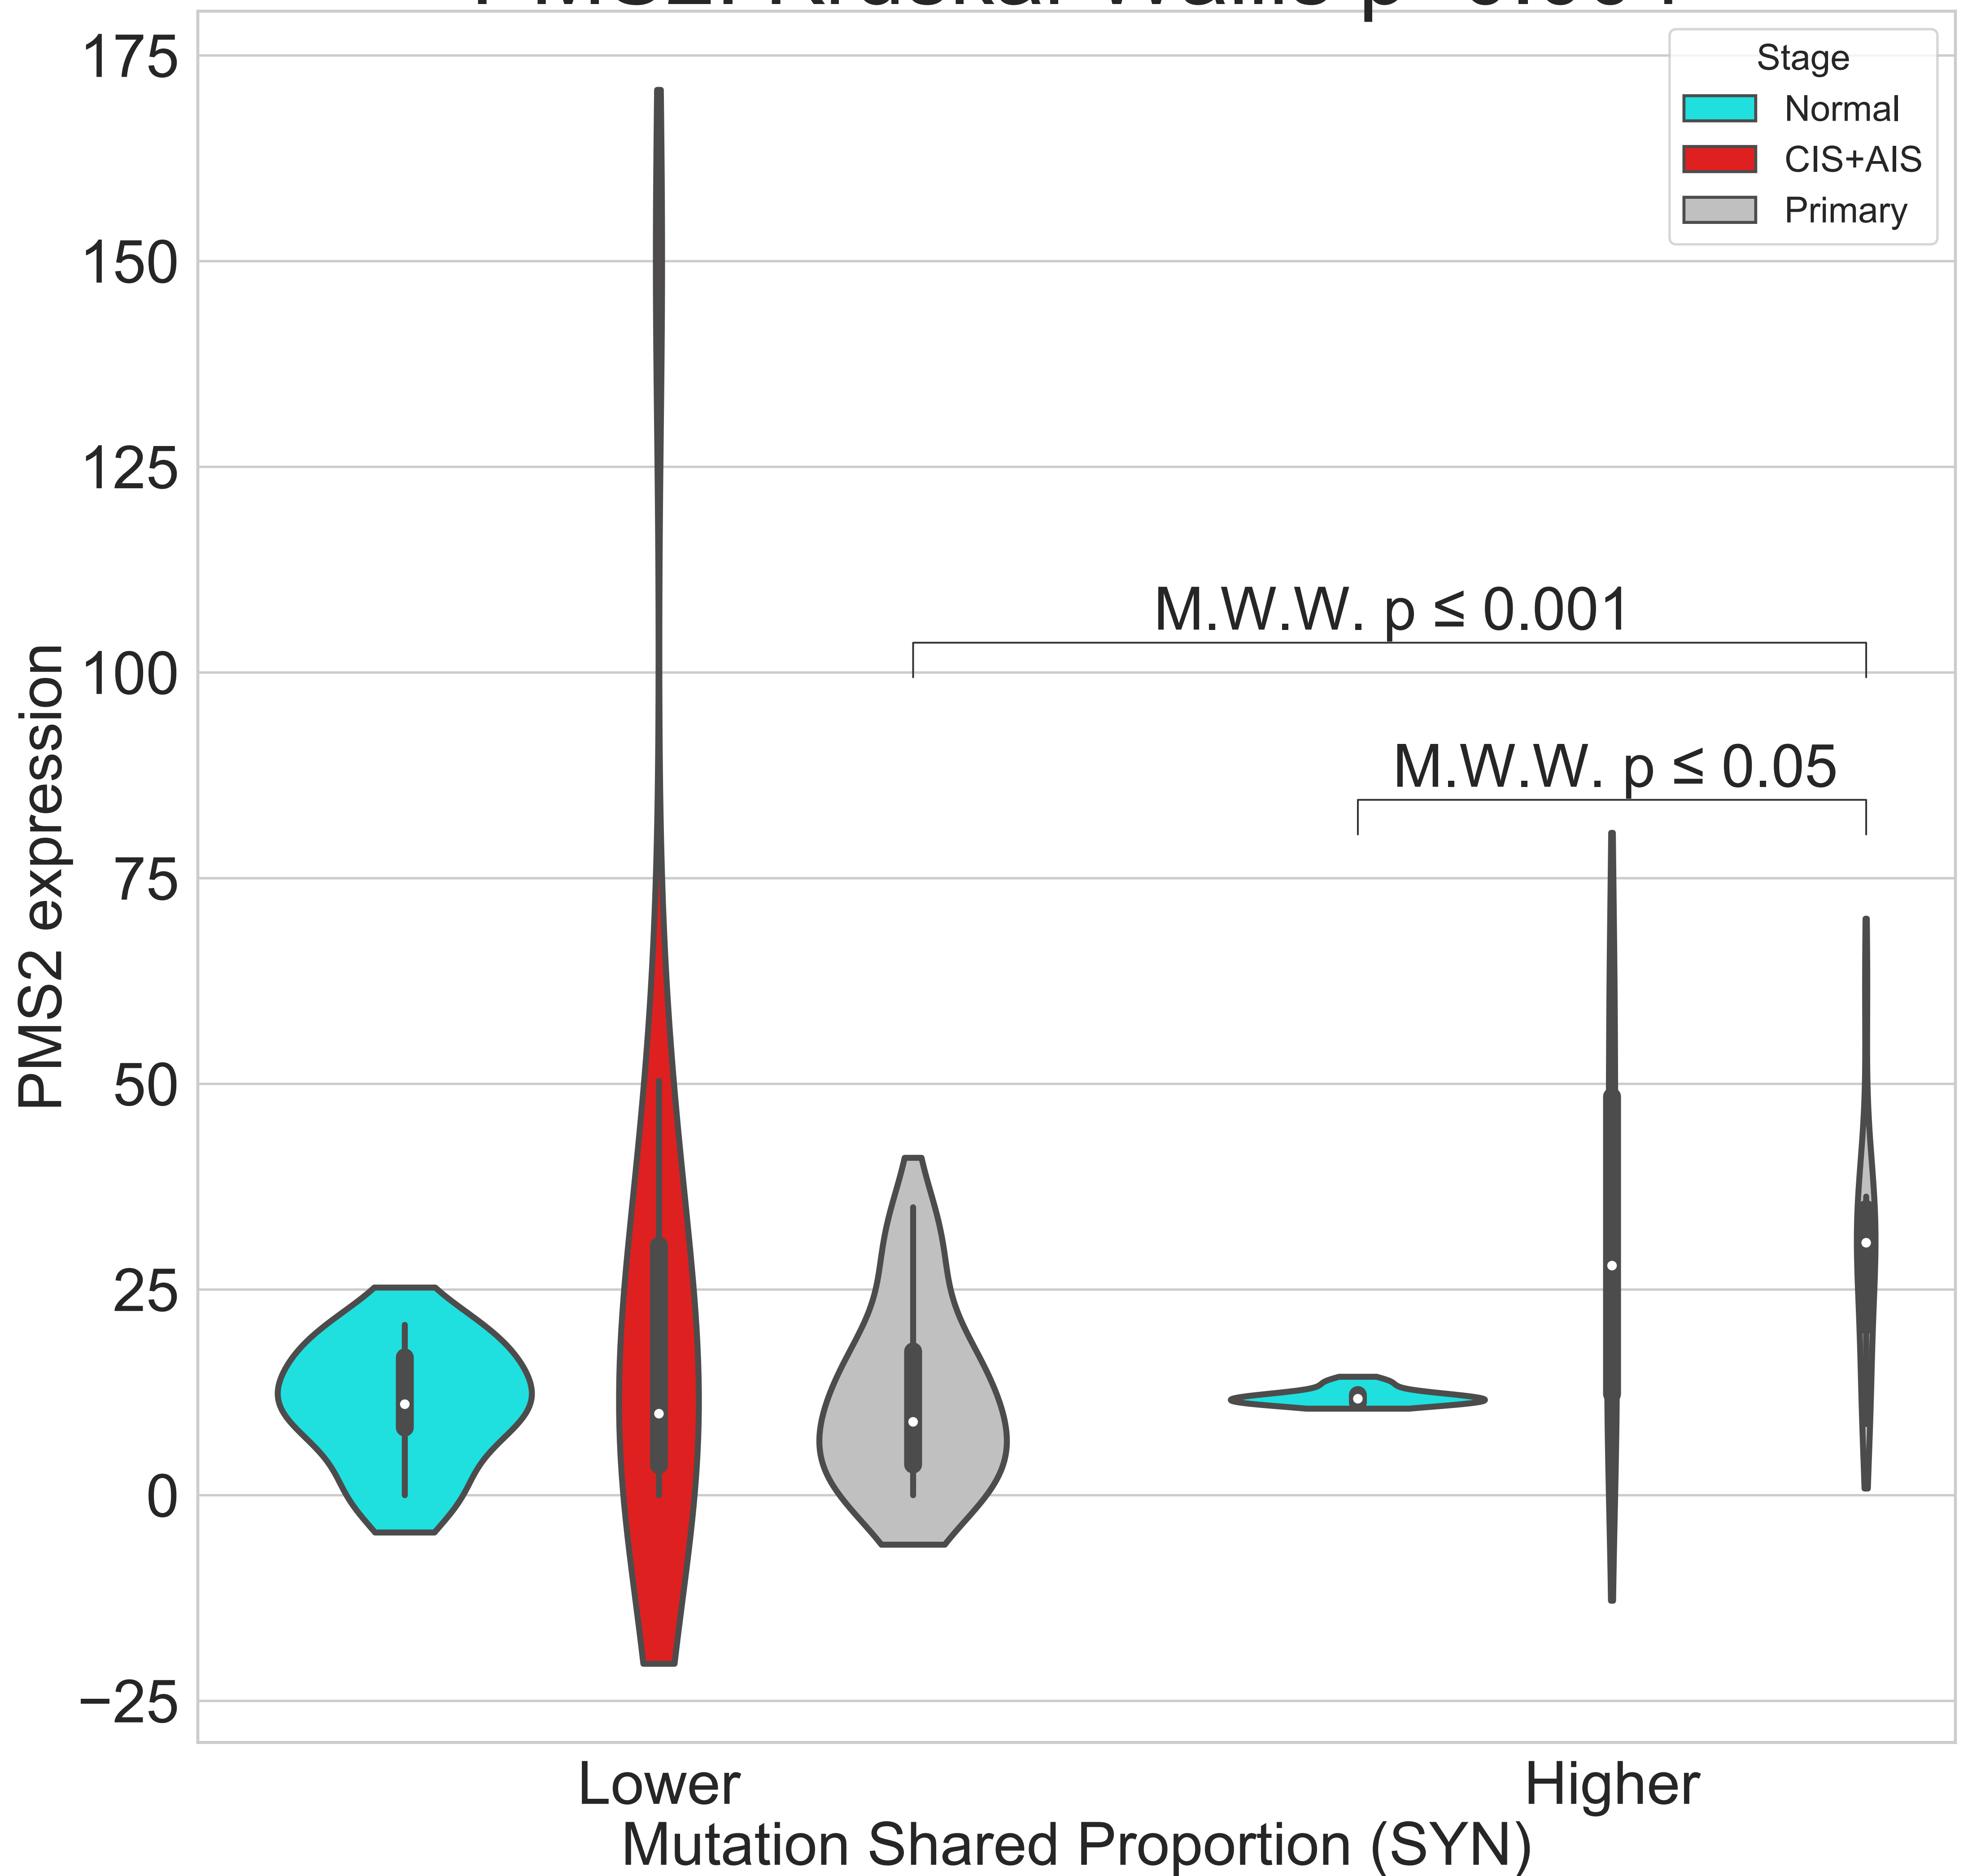 175
150
125
100
75
50
25
0
−25
PMS2 expression
Stage
Normal
CIS+AIS
Primary
M.W.W. p ≤ 0.001
M.W.W. p ≤ 0.05
Lower
Higher
Mutation Shared Proportion (SYN)